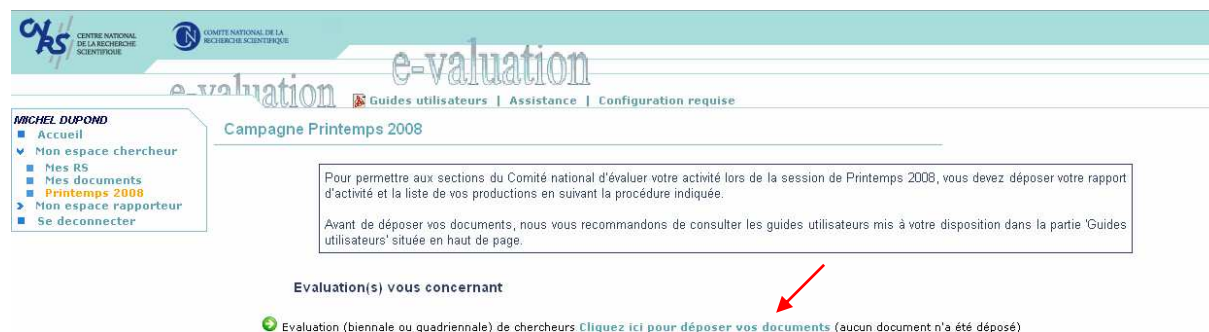 CNRS
CENTRE NATIONAL
DE LA RECHERCHE
SCIENTIFIQUE
COMITE NATIONAL DE LA
RECHERCHE SCIENTIFIQUE
e-valuation
e-valuation
Guides utilisateurs | Assistance | Configuration requise
MICHEL DUPOND
Accueil
Mon espace chercheur
Mes RS
Mes documents
Printemps 2008
Mon espace rapporteur
Se deconnecter
Campagne Printemps 2008
Pour permettre aux sections du Comité national d'évaluer votre activité lors de la session de Printemps 2008, vous devez déposer votre rapport
d'activité et la liste de vos productions en suivant la procédure indiquée.
Avant de déposer vos documents, nous vous recommandons de consulter les guides utilisateurs mis à votre disposition dans la partie 'Guides
utilisateurs' située en haut de page.
Evaluation(s) vous concernant
Evaluation (biennale ou quadriennale) de chercheurs Cliquez ici pour déposer vos documents (aucun document n'a été déposé)